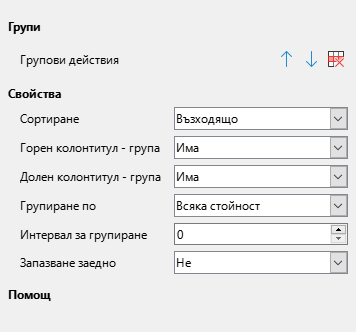 Групи
Групови действия
Свойства
Сортиране Възходящо
Горен колонтитул - група Има
Долен колонтитул - група Има
Групиране по Всяка стойност
Интервал за групиране 0
Запазване заедно Не
Помощ